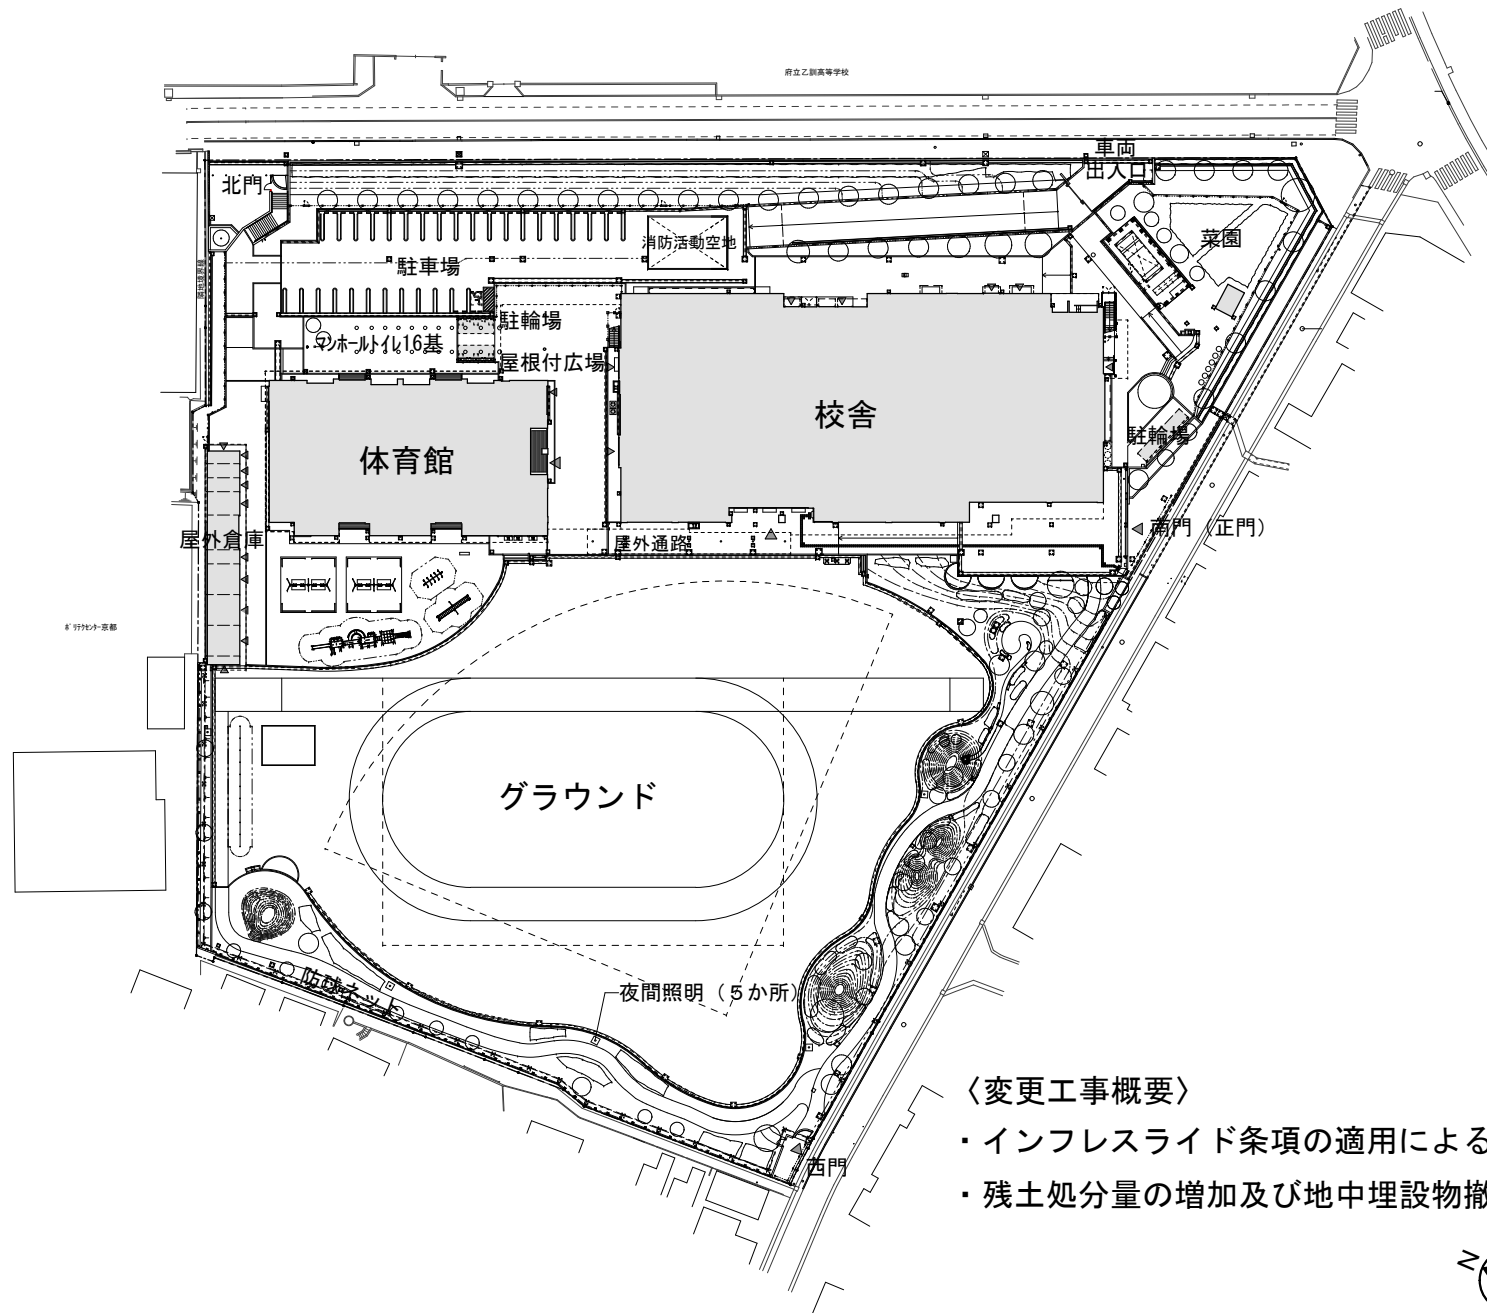 府立乙訓高等学校
車両
出入口
北門
消防活動空地
菜園
駐車場
隣地境界線
駐輪場
マンホールトイレ16基
屋根付広場
校舎
駐輪場
体育館
南門（正門）
屋外倉庫
屋外通路
ポリテクセンター京都
グラウンド
防球ネット
夜間照明（５か所）
〈変更工事概要〉
・インフレスライド条項の適用による
・残土処分量の増加及び地中埋設物撤
西門
N